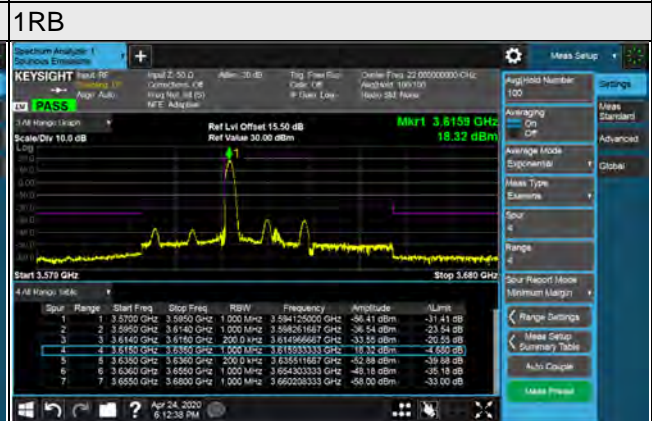 1RB
Spectrum Analyzer 1
Spurious Emissions
Meas Setup
KEYSIGHT Input: RF
Input Z: 50 Ω
Atten: 30 dB
Trig: Free Run
Center Freq: 22.000000000 GHz
Corrections: Off
Gate: Off
Avg|Hold: 100/100
Align: Auto
Freq Ref: Int (S)
IF Gain: Low
Radio Std: None
NFE: Adaptive
PASS
Avg|Hold Number
100
Settings
Averaging
On
Off
Meas Standard
Advanced
Global
Average Mode
Exponential
Meas Type
Examine
Spur
4
Range
4
Spur Report Mode
Minimum Margin
Range Settings
Meas Setup Summary Table
Auto Couple
Meas Preset
3 All Range Graph
Scale/Div 10.0 dB
Ref Lvl Offset 15.50 dB
Ref Value 30.00 dBm
Mkr1 3.6159 GHz
18.32 dBm
Log
1
Start 3.570 GHz
Stop 3.680 GHz
4 All Range Table
Spur Range Start Freq Stop Freq RBW Frequency Amplitude ΔLimit
1 1 3.5700 GHz 3.5950 GHz 1.000 MHz 3.594125000 GHz -56.41 dBm -31.41 dB
2 2 3.5950 GHz 3.6140 GHz 1.000 MHz 3.598261667 GHz -36.54 dBm -23.54 dB
3 3 3.6140 GHz 3.6150 GHz 200.0 kHz 3.614966667 GHz -33.55 dBm -20.55 dB
4 4 3.6150 GHz 3.6350 GHz 1.000 MHz 3.615933333 GHz 18.32 dBm -4.680 dB
5 5 3.6350 GHz 3.6360 GHz 200.0 kHz 3.635511667 GHz -52.88 dBm -39.88 dB
6 6 3.6360 GHz 3.6550 GHz 1.000 MHz 3.654303333 GHz -48.18 dBm -35.18 dB
7 7 3.6550 GHz 3.6800 GHz 1.000 MHz 3.660208333 GHz -58.00 dBm -33.00 dB
Apr 24, 2020
6:12:38 PM